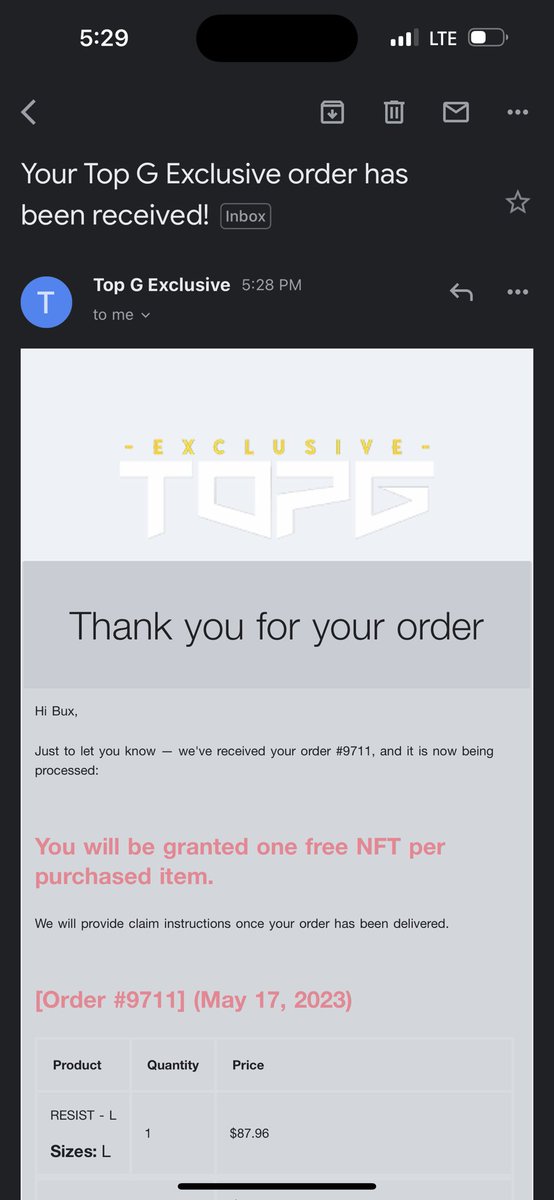 5:29
LTE
Your Top G Exclusive order has
been received! Inbox
T
Top G Exclusive 5:28 PM
to me
- EXCLUSIVE -
TOPG
Thank you for your order
Hi Bux,
Just to let you know — we've received your order #9711, and it is now being
processed:
You will be granted one free NFT per
purchased item.
We will provide claim instructions once your order has been delivered.
[Order #9711] (May 17, 2023)
Product Quantity Price
RESIST - L
1 $87.96
Sizes: L